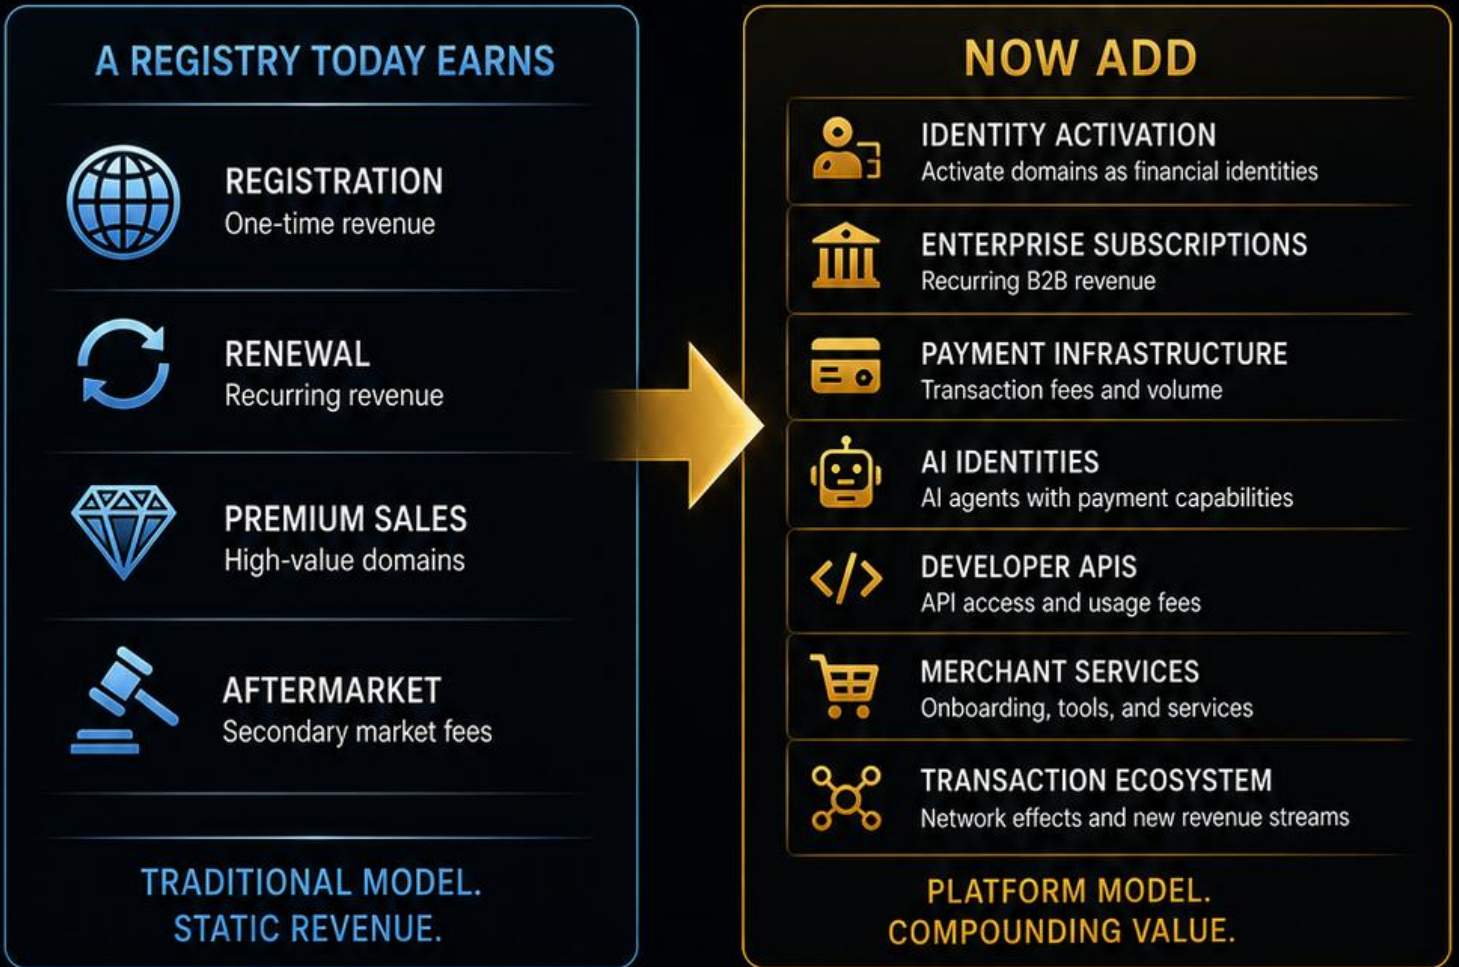 A REGISTRY TODAY EARNS
REGISTRATION
One-time revenue
RENEWAL
Recurring revenue
PREMIUM SALES
High-value domains
AFTERMARKET
Secondary market fees
TRADITIONAL MODEL.
STATIC REVENUE.
NOW ADD
IDENTITY ACTIVATION
Activate domains as financial identities
ENTERPRISE SUBSCRIPTIONS
Recurring B2B revenue
PAYMENT INFRASTRUCTURE
Transaction fees and volume
AI IDENTITIES
AI agents with payment capabilities
DEVELOPER APIS
API access and usage fees
MERCHANT SERVICES
Onboarding, tools, and services
TRANSACTION ECOSYSTEM
Network effects and new revenue streams
PLATFORM MODEL.
COMPOUNDING VALUE.